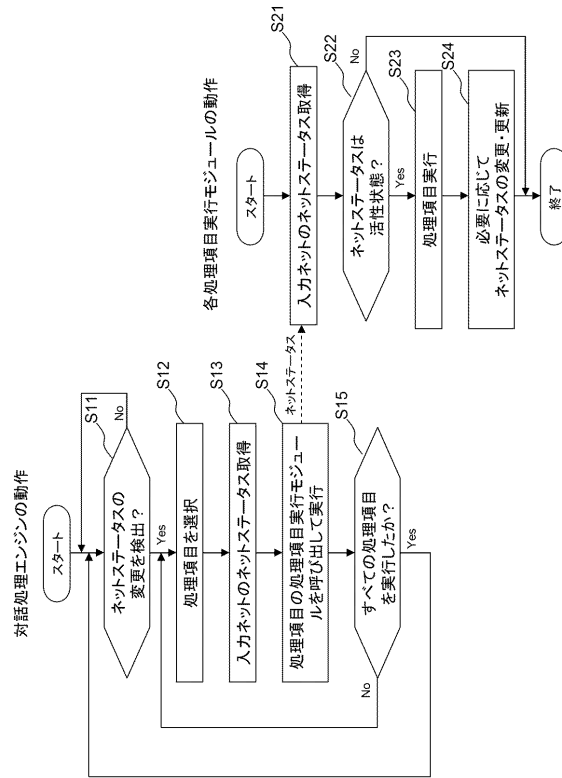 対話処理エンジンの動作
スタート
S11
ネットステータスの
変更を検出?
No
Yes
S12
処理項目を選択
S13
入力ネットのネットステータス取得
S14
処理項目の処理項目実行モジュー
ルを呼び出して実行
ネットステータス
S15
すべての処理項目
を実行したか?
No
Yes
各処理項目実行モジュールの動作
スタート
S21
入力ネットのネットステータス取得
S22
ネットステータスは
活性状態?
No
Yes
S23
処理項目実行
S24
必要に応じて
ネットステータスの変更・更新
終了